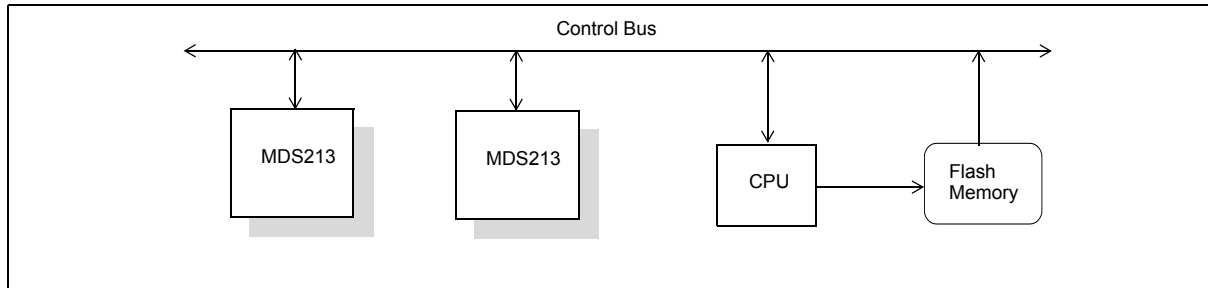 Control Bus
MDS213
MDS213
CPU
Flash
Memory